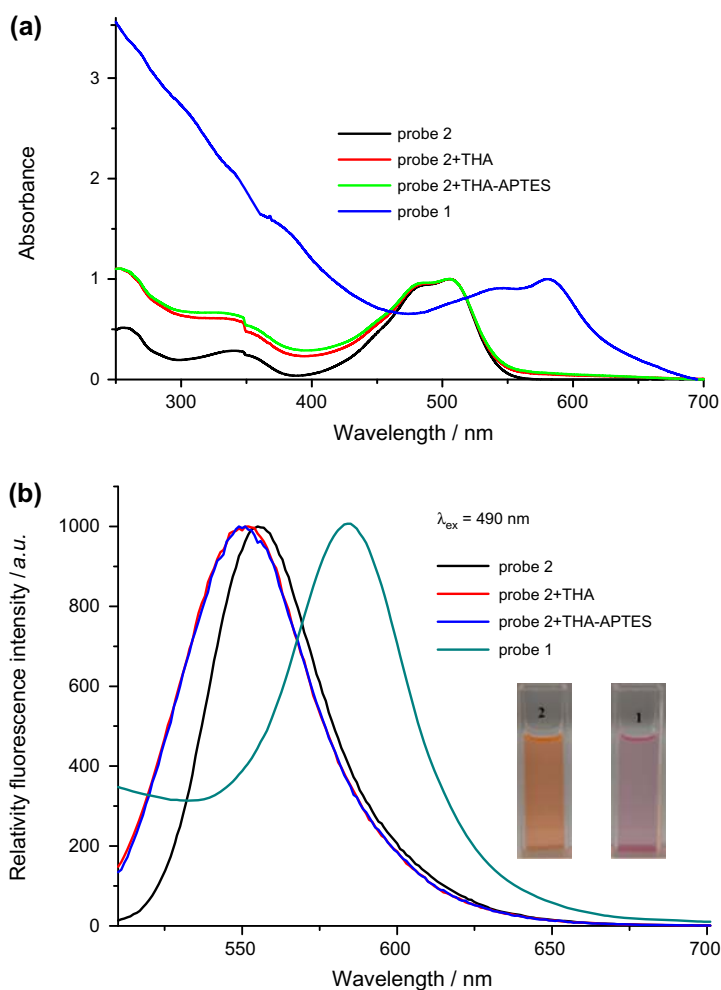 (a)
3
2
1
0
Absorbance
probe 2
probe 2+THA
probe 2+THA-APTES
probe 1
300 400 500 600 700
Wavelength / nm
(b)
1000
800
600
400
200
0
Relativity fluorescence intensity / a.u.
λex = 490 nm
probe 2
probe 2+THA
probe 2+THA-APTES
probe 1
2 1
550 600 650 700
Wavelength / nm